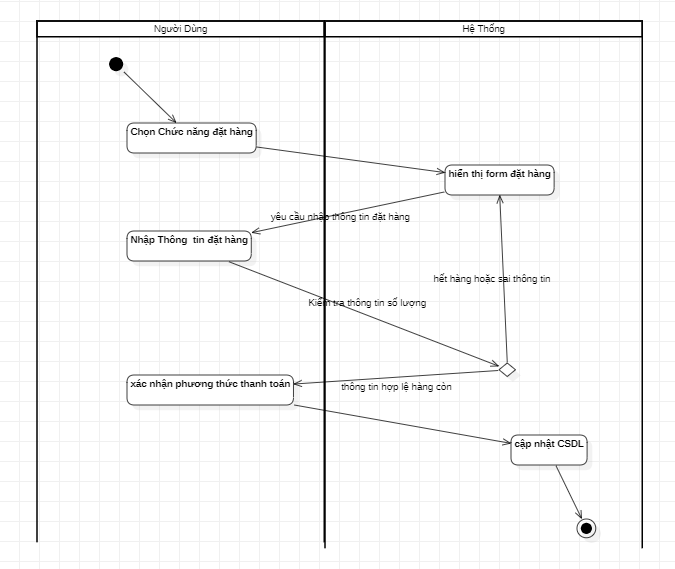 Người Dùng
Hệ Thống
Chọn Chức năng đặt hàng
hiển thị form đặt hàng
yêu cầu nhập thông tin đặt hàng
Nhập Thông  tin đặt hàng
hết hàng hoặc sai thông tin
Kiểm tra thông tin số lượng
xác nhận phương thức thanh toán
thông tin hợp lệ hàng còn
cập nhật CSDL